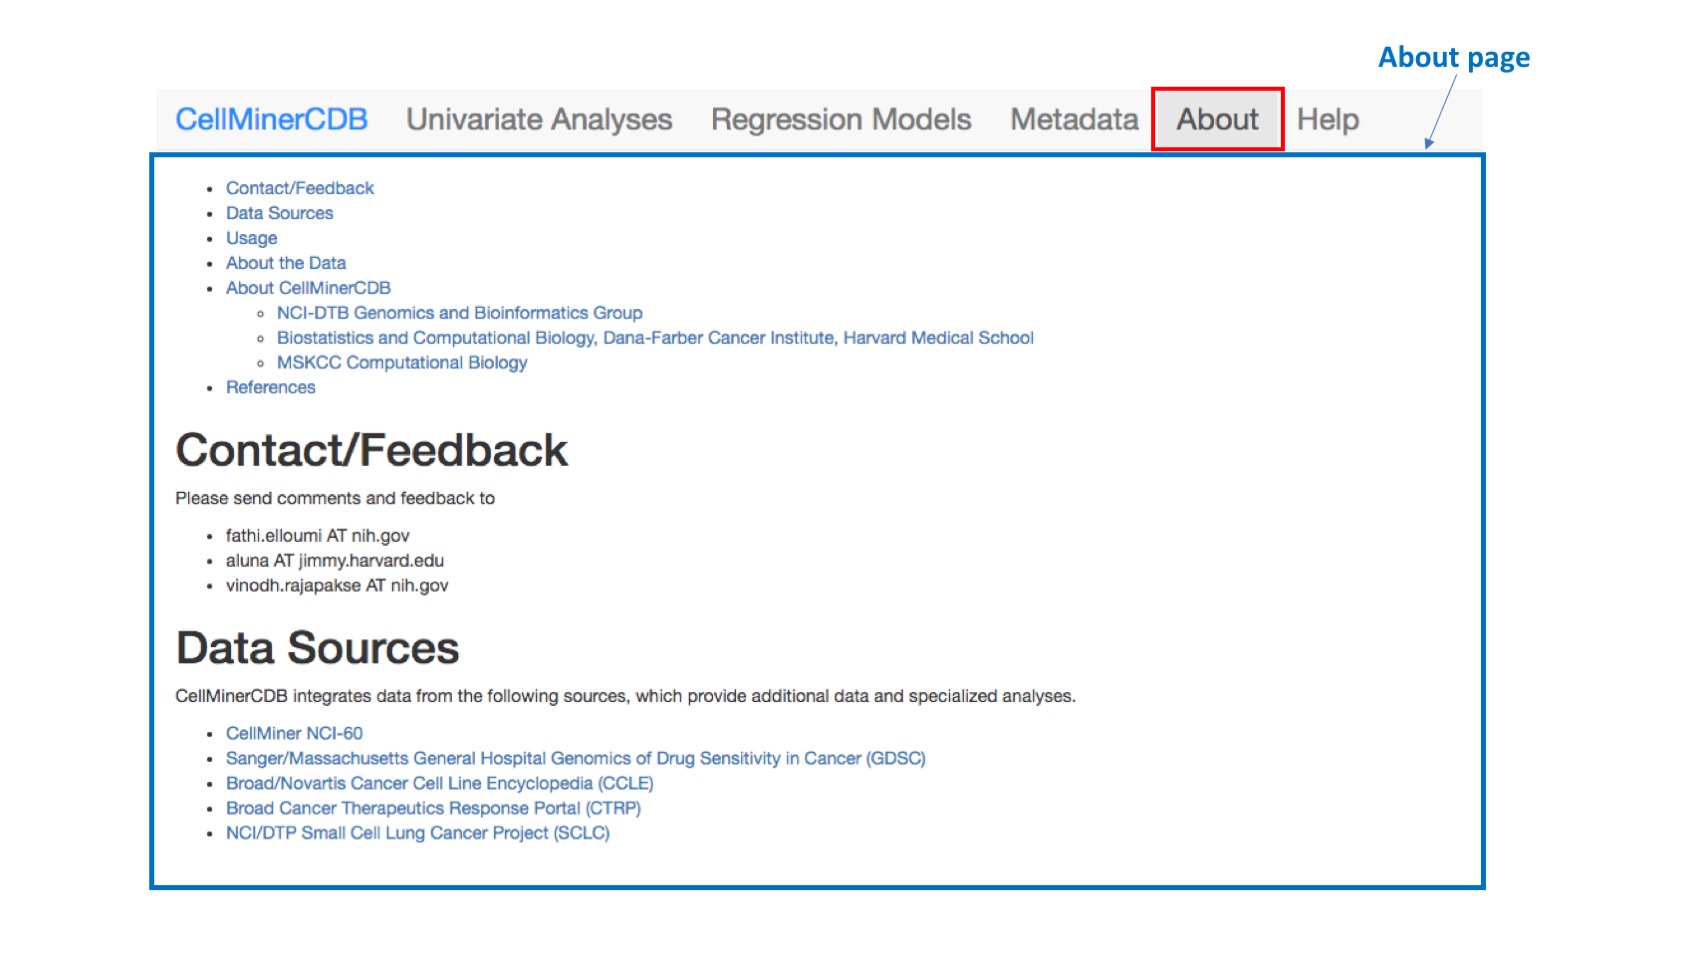 About page
CellMinerCDB Univariate Analyses Regression Models Metadata About Help
Contact/Feedback
Data Sources
Usage
About the Data
About CellMinerCDB
NCI-DTB Genomics and Bioinformatics Group
Biostatistics and Computational Biology, Dana-Farber Cancer Institute, Harvard Medical School
MSKCC Computational Biology
References
Contact/Feedback
Please send comments and feedback to
fathi.elloumi AT nih.gov
aluna AT jimmy.harvard.edu
vinodh.rajapakse AT nih.gov
Data Sources
CellMinerCDB integrates data from the following sources, which provide additional data and specialized analyses.
CellMiner NCI-60
Sanger/Massachusetts General Hospital Genomics of Drug Sensitivity in Cancer (GDSC)
Broad/Novartis Cancer Cell Line Encyclopedia (CCLE)
Broad Cancer Therapeutics Response Portal (CTRP)
NCI/DTP Small Cell Lung Cancer Project (SCLC)